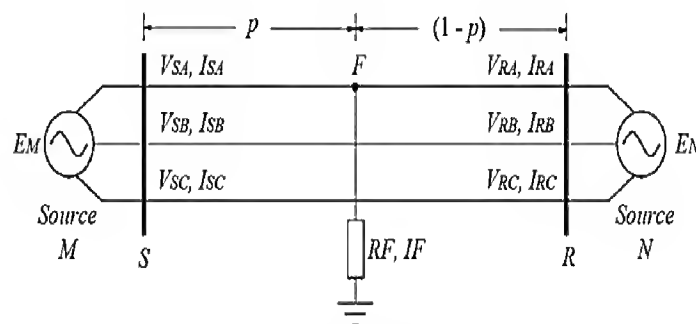 p (1 - p)
VSA, ISA F VRA, IRA
EM VSB, ISB VRB, IRB EN
VSC, ISC VRC, IRC
Source Source
M RF, IF N
S R